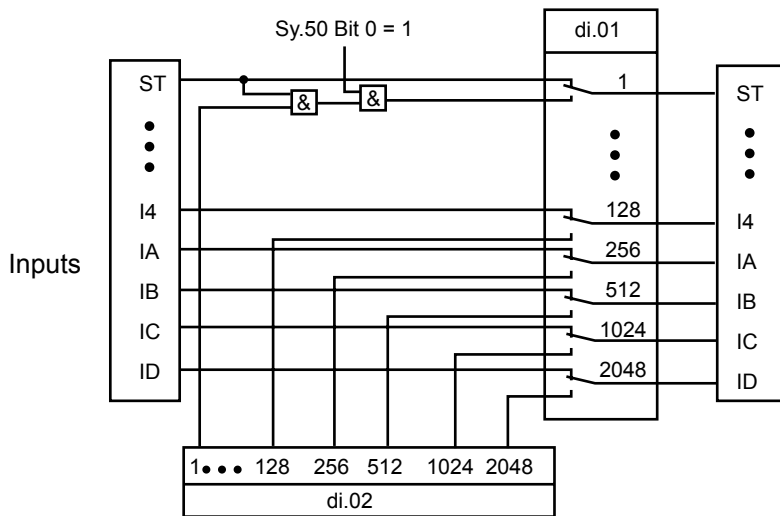 Sy.50 Bit 0 = 1
di.01
ST
&
&
1
ST
I4
128
I4
Inputs
IA
256
IA
IB
512
IB
IC
1024
IC
ID
2048
ID
1 128 256 512 1024 2048
di.02